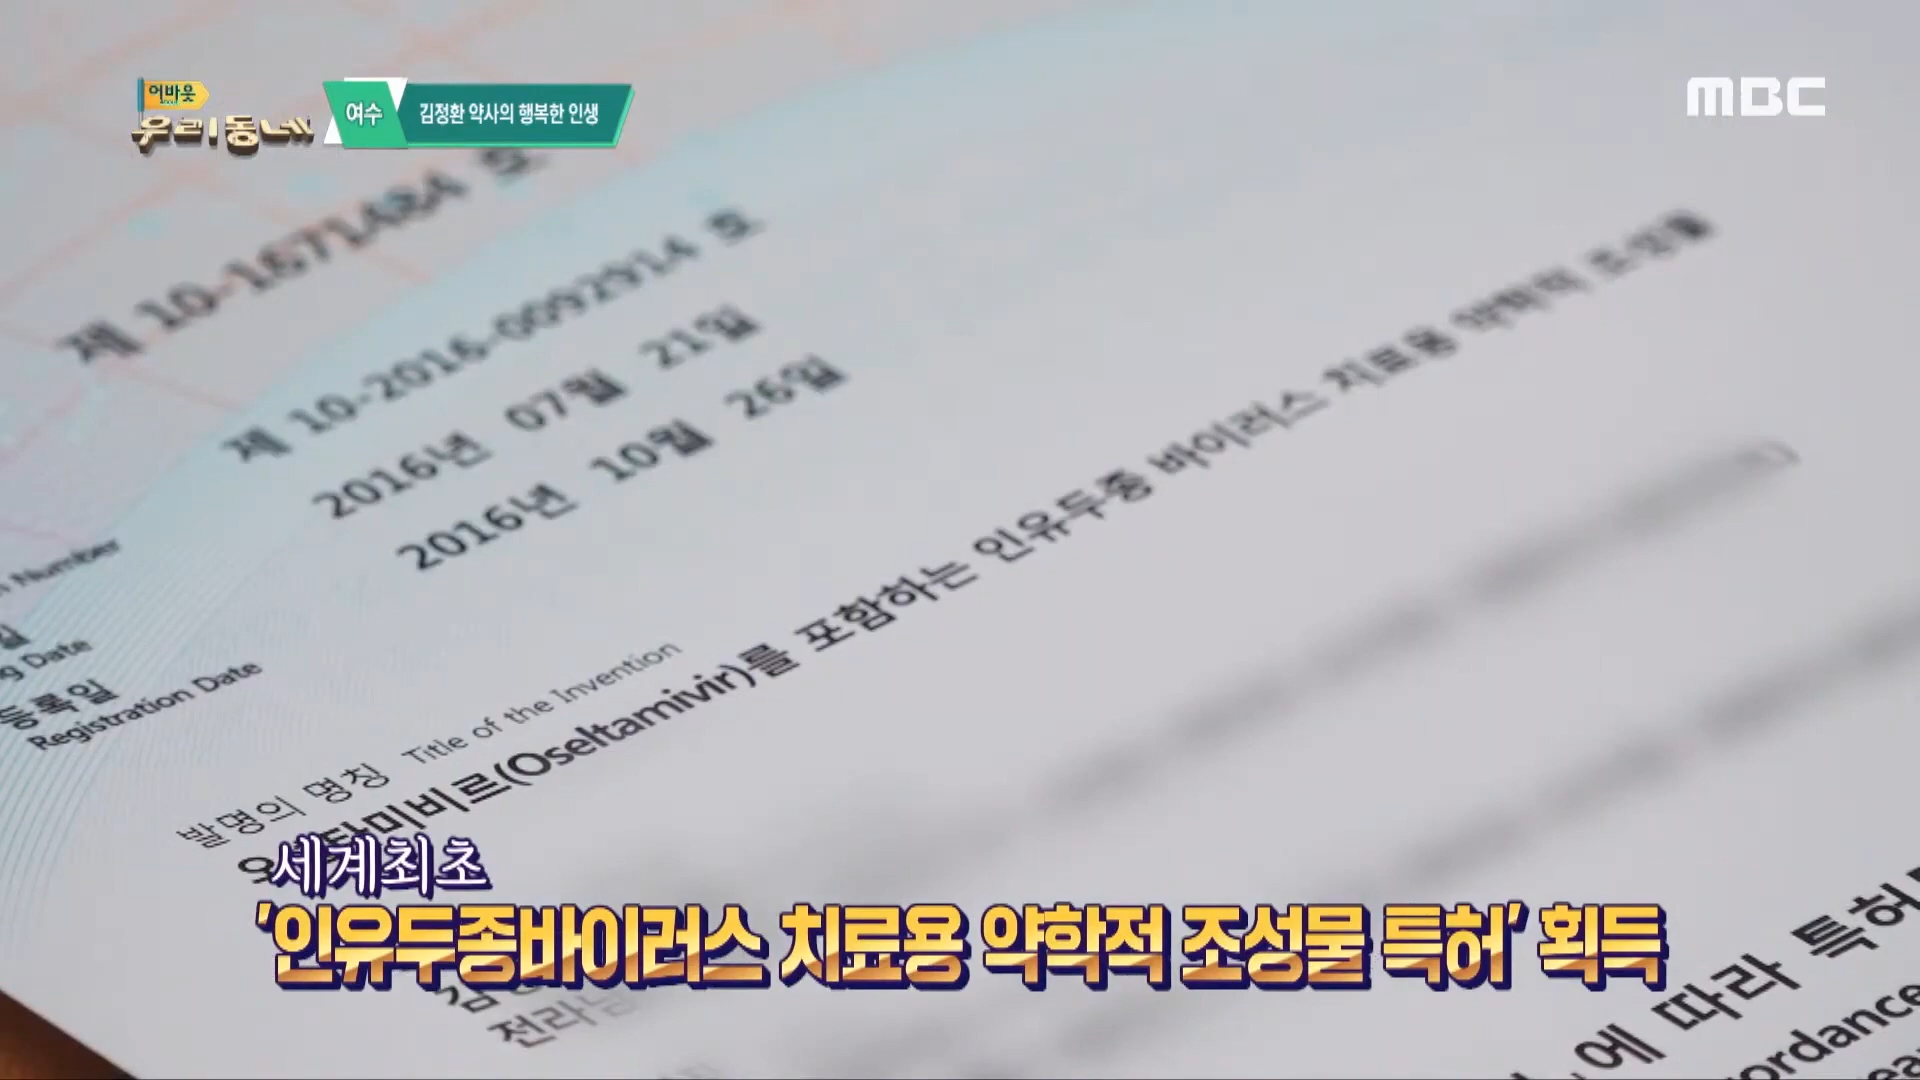 어바웃
우리동네
여수
김정환 약사의 행복한 인생
MBC
제 10-1671484 호
제 10-2016-0092914 호
2016년 07월 21일
2016년 10월 26일
Number
일
g Date
등록일
Registration Date
발명의 명칭 Title of the Invention
(Oseltamivir)를 포함하는 인유두종 바이러스 치료용 약학적 조성물
세계최초
'인유두종바이러스 치료용 약학적 조성물 특허' 획득
전라남
에 따라 특허